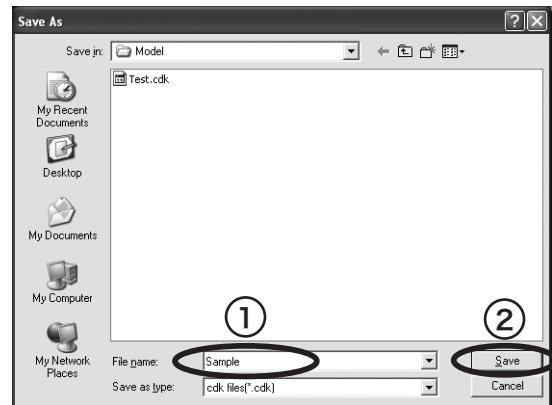 Save As
Save in: Model
Test.cdk
My Recent
Documents
Desktop
My Documents
My Computer
My Network
Places
①
②
File name: Sample
Save
Save as type: cdk files(*.cdk)
Cancel